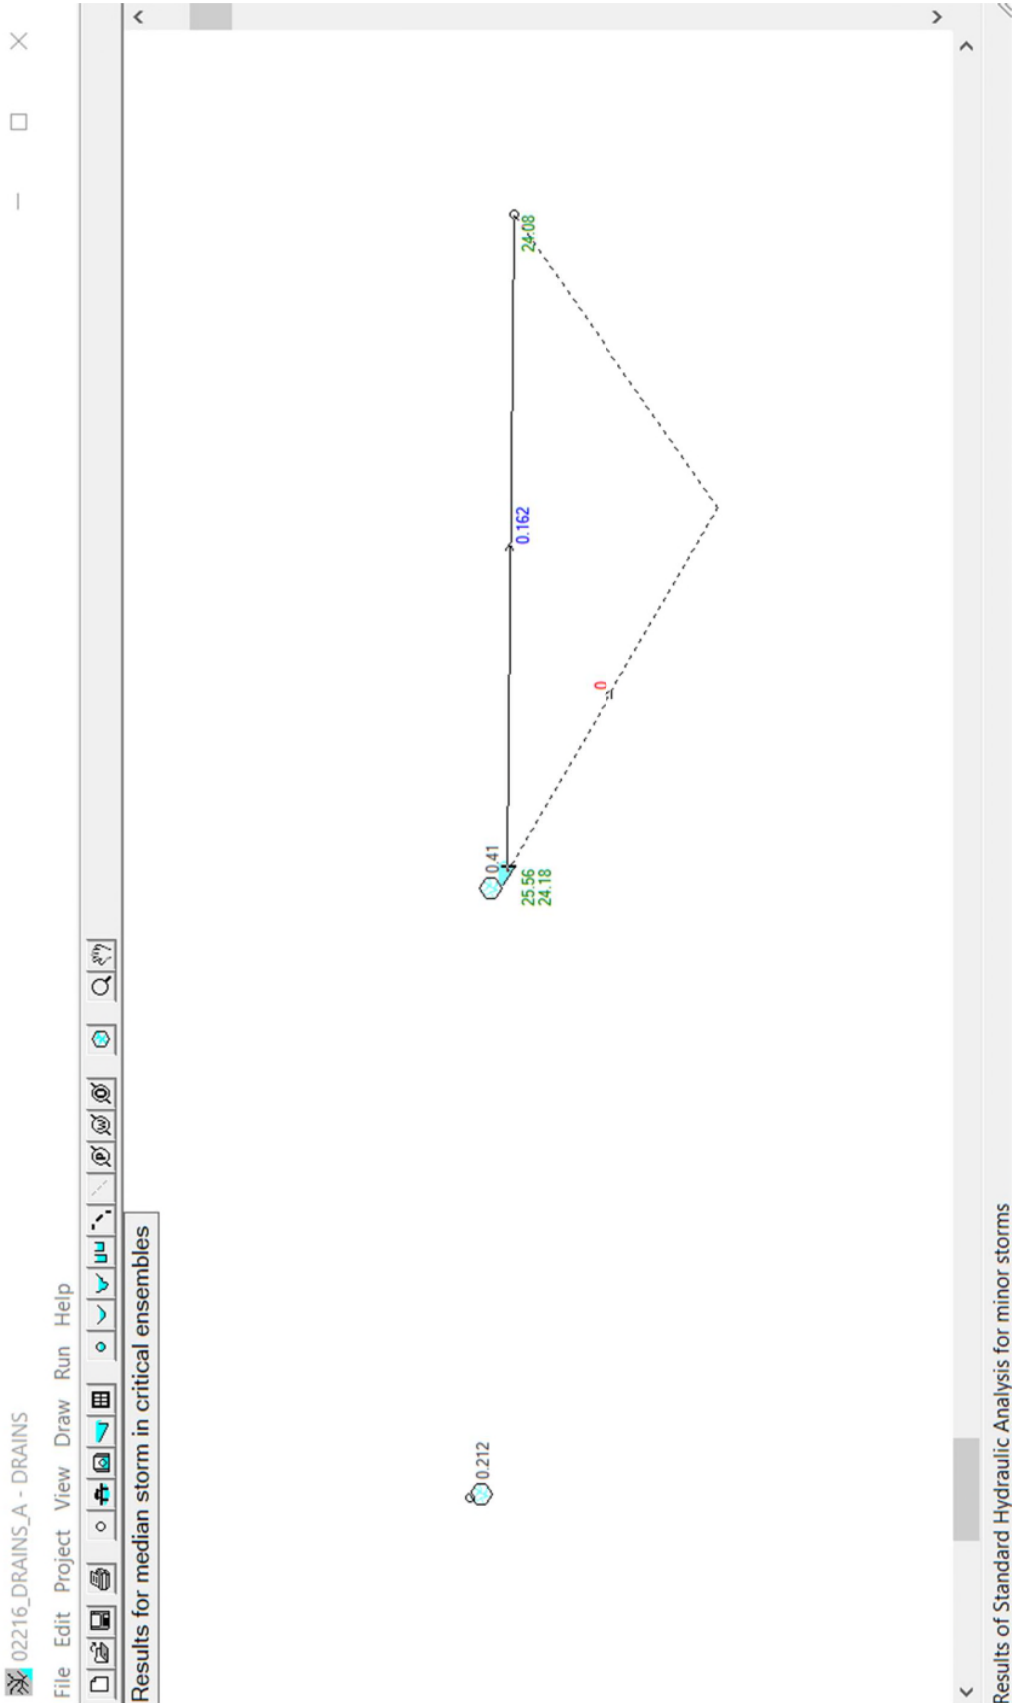 02216_DRAINS_A - DRAINS
File Edit Project View Draw Run Help
P W O
Results for median storm in critical ensembles
0.212
0.41
25.56
24.18
0
0.162
24.08
Results of Standard Hydraulic Analysis for minor storms